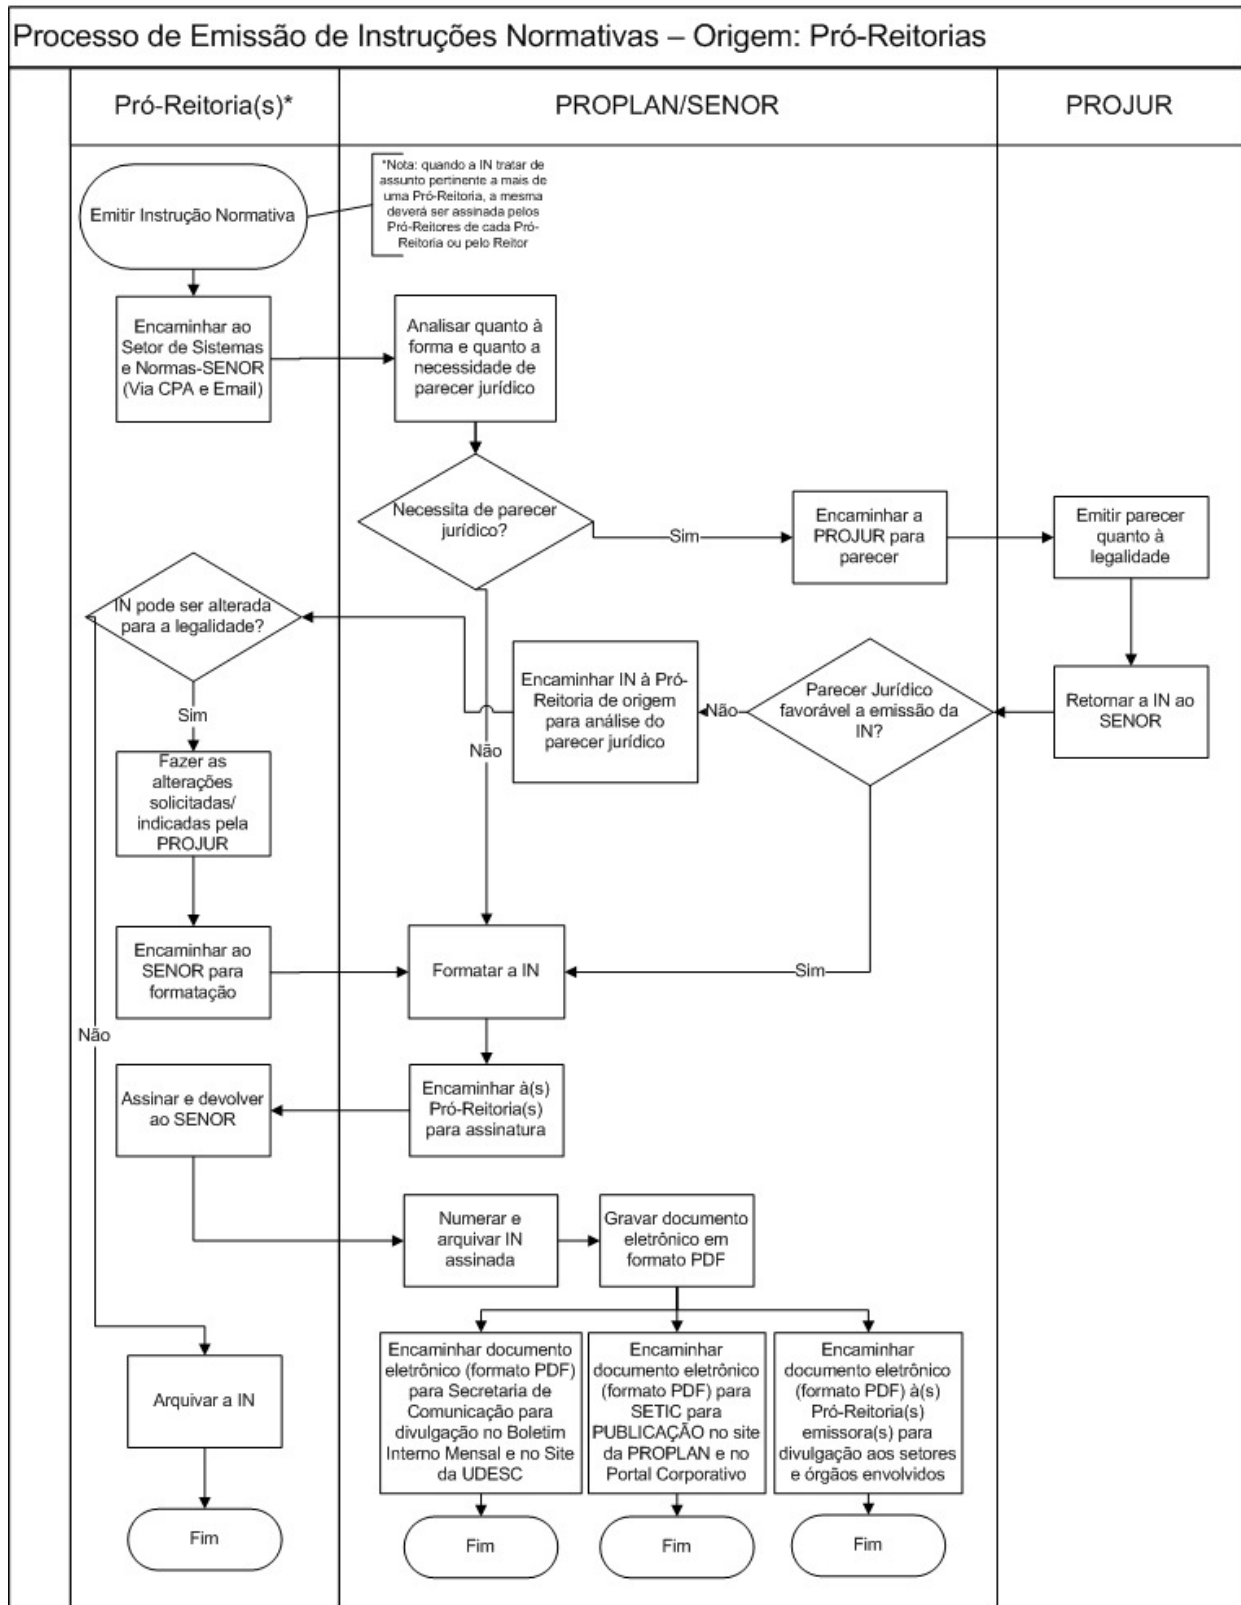 Processo de Emissão de Instruções Normativas – Origem: Pró-Reitorias
Pró-Reitoria(s)*
PROPLAN/SENOR
PROJUR
Emitir Instrução Normativa
*Nota: quando a IN tratar de
assunto pertinente a mais de
uma Pró-Reitoria, a mesma
deverá ser assinada pelos
Pró-Reitores de cada Pró-
Reitoria ou pelo Reitor
Encaminhar ao
Setor de Sistemas
e Normas-SENOR
(Via CPA e Email)
Analisar quanto à
forma e quanto a
necessidade de
parecer jurídico
Necessita de parecer
jurídico?
Sim
Encaminhar a
PROJUR para
parecer
Emitir parecer
quanto à
legalidade
IN pode ser alterada
para a legalidade?
Encaminhar IN à Pró-
Reitoria de origem
para análise do
parecer jurídico
Não
Parecer Jurídico
favorável a emissão da
IN?
Retornar a IN ao
SENOR
Sim
Não
Fazer as
alterações
solicitadas/
indicadas pela
PROJUR
Encaminhar ao
SENOR para
formatação
Formatar a IN
Sim
Não
Assinar e devolver
ao SENOR
Encaminhar à(s)
Pró-Reitoria(s)
para assinatura
Numerar e
arquivar IN
assinada
Gravar documento
eletrônico em
formato PDF
Arquivar a IN
Encaminhar documento
eletrônico (formato PDF)
para Secretaria de
Comunicação para
divulgação no Boletim
Interno Mensal e no Site
da UDESC
Encaminhar
documento eletrônico
(formato PDF) para
SETIC para
PUBLICAÇÃO no site
da PROPLAN e no
Portal Corporativo
Encaminhar
documento eletrônico
(formato PDF) à(s)
Pró-Reitoria(s)
emissora(s) para
divulgação aos setores
e órgãos envolvidos
Fim
Fim
Fim
Fim